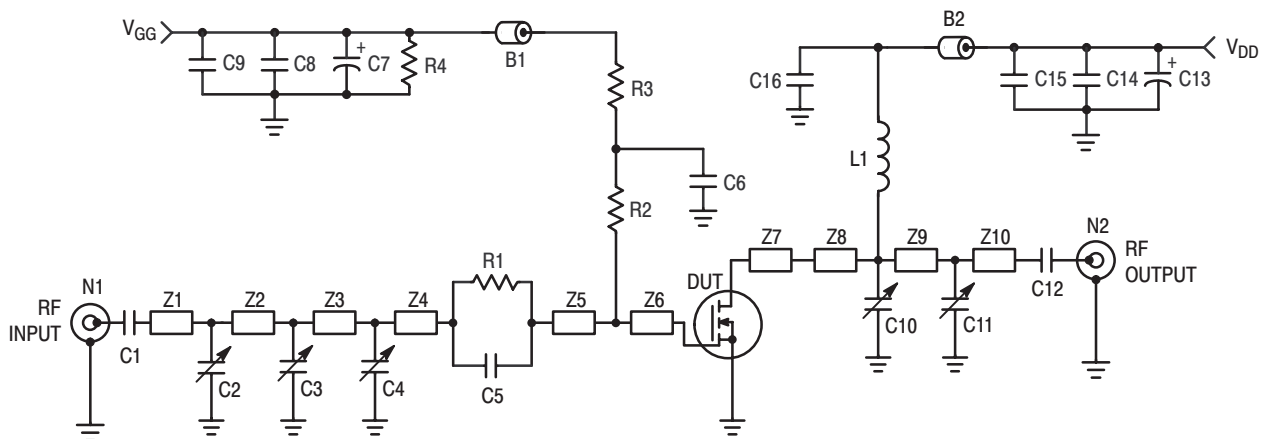 V_GG
B2
V_DD
+
C9
C8
C7
R4
B1
R3
C16
C15
C14
+
C13
L1
C6
R2
Z7
Z8
Z9
Z10
N2
RF
OUTPUT
DUT
C12
R1
N1
RF
INPUT
Z1
Z2
Z3
Z4
Z5
Z6
C10
C11
C1
C2
C3
C4
C5